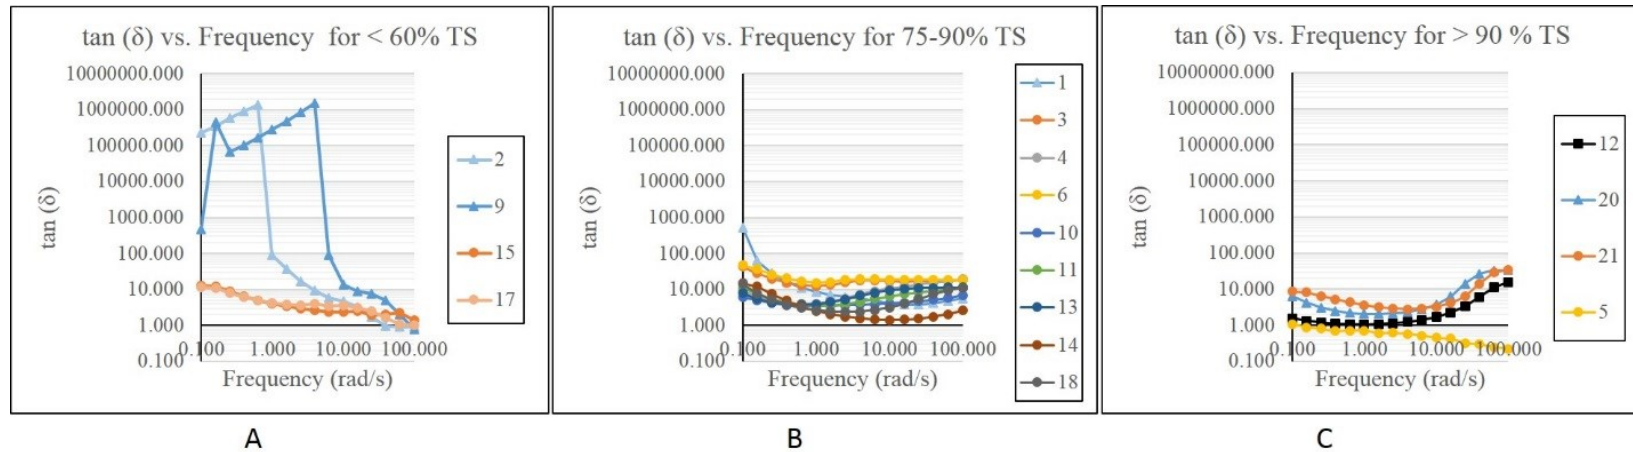 tan (δ) vs. Frequency  for < 60% TS
10000000.000
1000000.000
100000.000
10000.000
1000.000
100.000
10.000
1.000
0.100
tan (δ)
0.100 1.000 10.000 100.000
Frequency (rad/s)
2
9
15
17
A
tan (δ) vs. Frequency for 75-90% TS
10000000.000
1000000.000
100000.000
10000.000
1000.000
100.000
10.000
1.000
0.100
tan (δ)
0.100 1.000 10.000 100.000
Frequency (rad/s)
1
3
4
6
10
11
13
14
18
B
tan (δ) vs. Frequency for > 90 % TS
10000000.000
1000000.000
100000.000
10000.000
1000.000
100.000
10.000
1.000
0.100
tan (δ)
0.100 1.000 10.000 100.000
Frequency (rad/s)
12
20
21
5
C